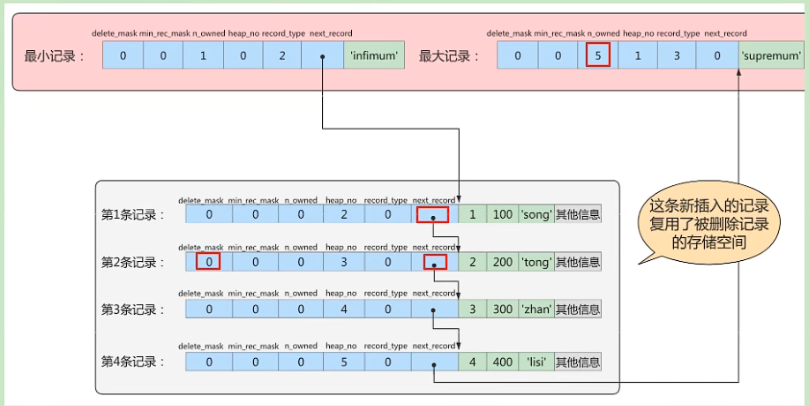 delete_mask min_rec_mask n_owned heap_no record_type next_record
最小记录： 0 0 1 0 2 'infimum'
delete_mask min_rec_mask n_owned heap_no record_type next_record
最大记录： 0 0 5 1 3 0 'supremum'
delete_mask min_rec_mask n_owned heap_no record_type next_record
第1条记录： 0 0 0 2 0 1 100 'song' 其他信息
delete_mask min_rec_mask n_owned heap_no record_type next_record
第2条记录： 0 0 0 3 0 2 200 'tong' 其他信息
delete_mask min_rec_mask n_owned heap_no record_type next_record
第3条记录： 0 0 0 4 0 3 300 'zhan' 其他信息
delete_mask min_rec_mask n_owned heap_no record_type next_record
第4条记录： 0 0 0 5 0 4 400 'lisi' 其他信息
这条新插入的记录
复用了被删除记录
的存储空间